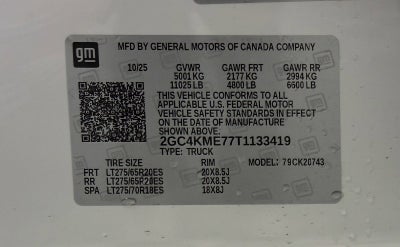 gm
MFD BY GENERAL MOTORS OF CANADA COMPANY
10/25 GVWR GAWR FRT GAWR RR
5001 KG 2177 KG 2994 KG
11025 LB 4800 LB 6600 LB
THIS VEHICLE CONFORMS TO ALL
APPLICABLE U.S. FEDERAL MOTOR
VEHICLE SAFETY STANDARDS IN EFFECT
ON THE DATE OF MANUFACTURE
SHOWN ABOVE.
2GC4KME77T1133419
TYPE: TRUCK
TIRE SIZE RIM MODEL: 79CK20743
FRT LT275/65R20ES 20X8.5J
RR LT275/65R20ES 20X8.5J
SPA LT275/70R18ES 18X8J